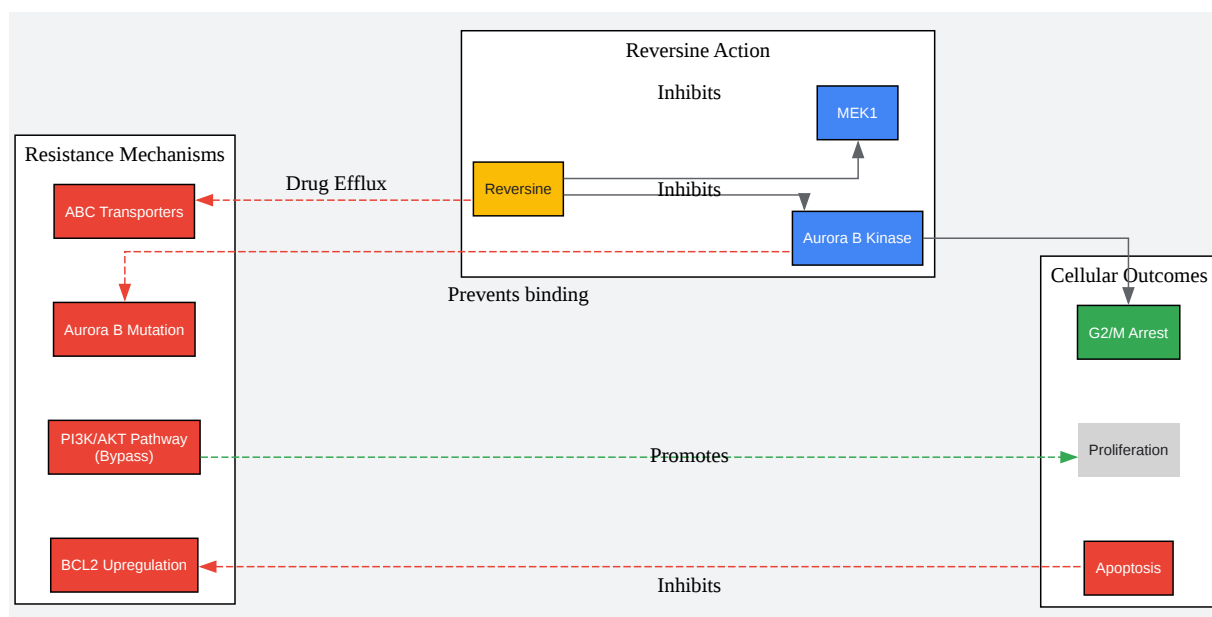 Reversine Action
Inhibits
MEK1
Resistance Mechanisms
Drug Efflux
Reversine
Inhibits
ABC Transporters
Aurora B Kinase
Cellular Outcomes
Prevents binding
Aurora B Mutation
G2/M Arrest
PI3K/AKT Pathway
(Bypass)
Promotes
Proliferation
BCL2 Upregulation
Inhibits
Apoptosis